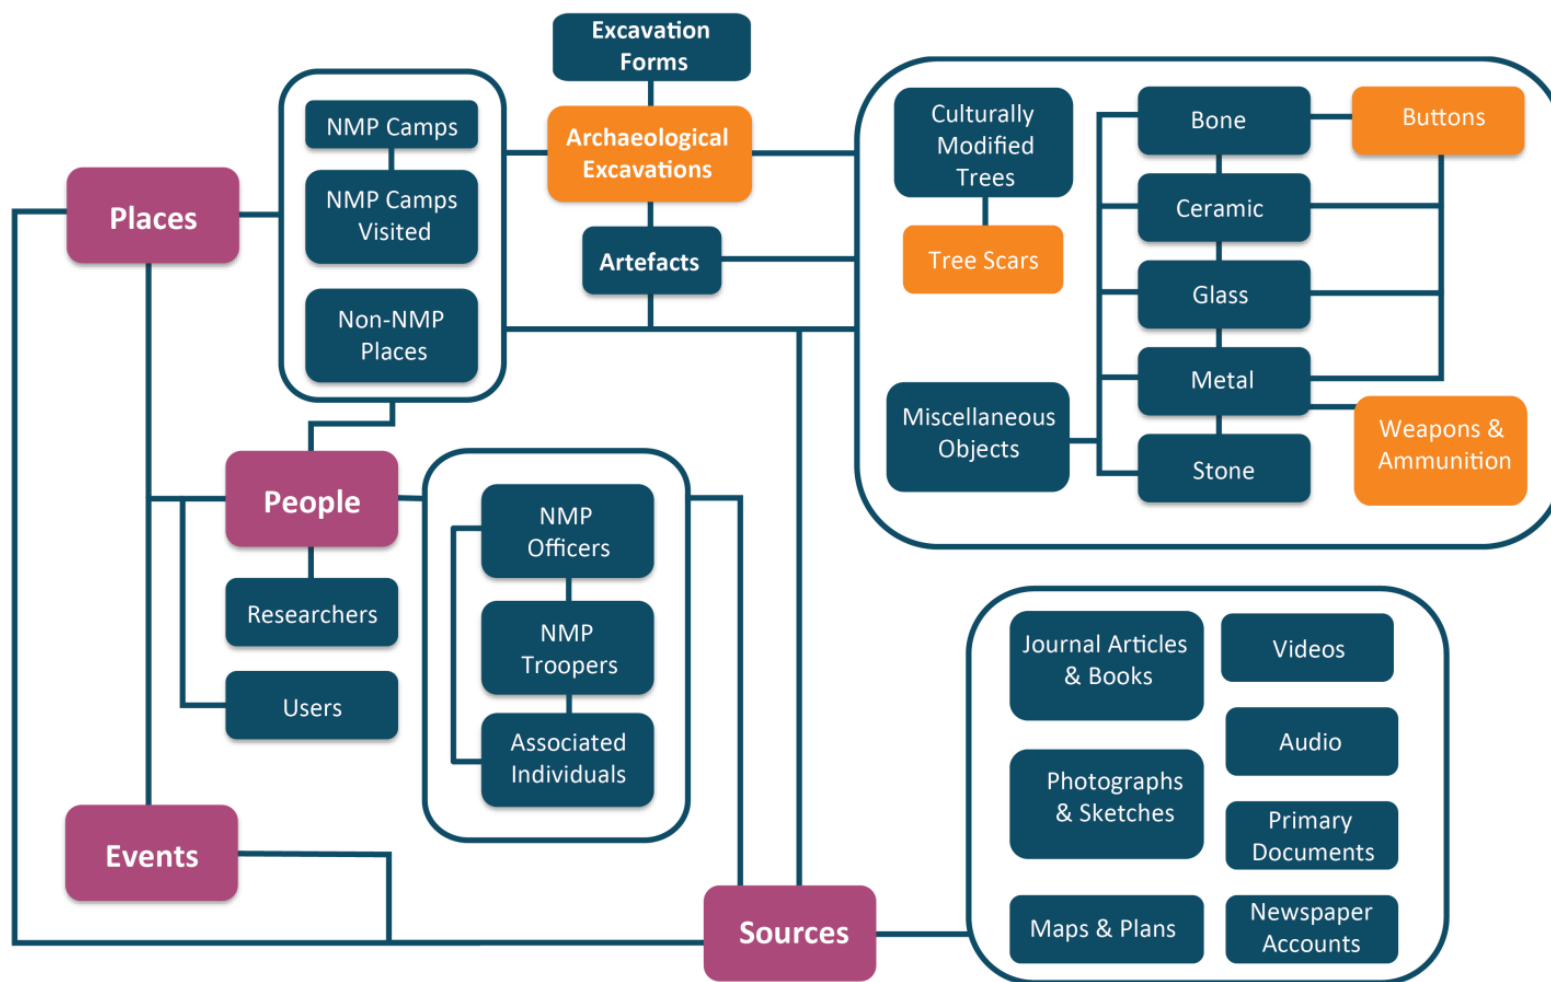 Excavation
Forms
NMP Camps
Archaeological
Excavations
Places
NMP Camps
Visited
Artefacts
Non-NMP
Places
Culturally
Modified
Trees
Tree Scars
Bone
Buttons
Ceramic
Glass
Metal
Miscellaneous
Objects
Weapons &
Ammunition
Stone
People
NMP
Officers
Researchers
NMP
Troopers
Users
Associated
Individuals
Events
Sources
Journal Articles
& Books
Videos
Audio
Photographs
& Sketches
Primary
Documents
Maps & Plans
Newspaper
Accounts